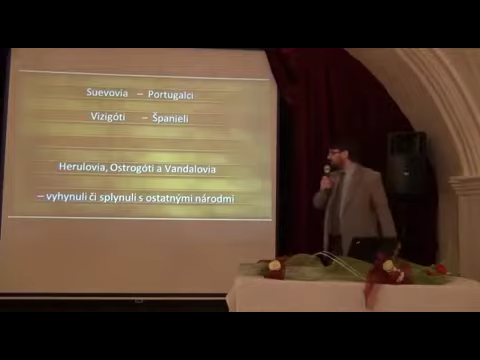 Suevovia – Portugalci
Vizigóti – Španieli
Herulovia, Ostrogóti a Vandalovia
– vyhynuli či splynuli s ostatnými národmi